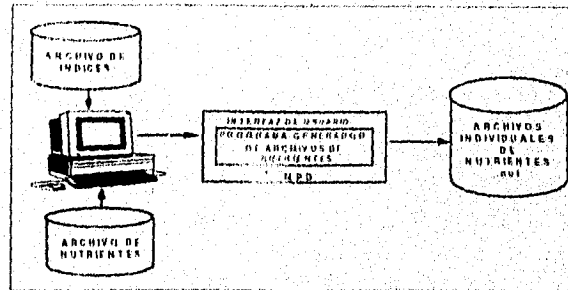 ARCHIVO DE
INDICES
INTERFAZ DE USUARIO
PROGRAMA GENERADOR
DE ARCHIVOS DE
NUTRIENTES
ARCHIVOS
INDIVIDUALES
DE
NUTRIENTES
ARCHIVO DE
NUTRIENTES